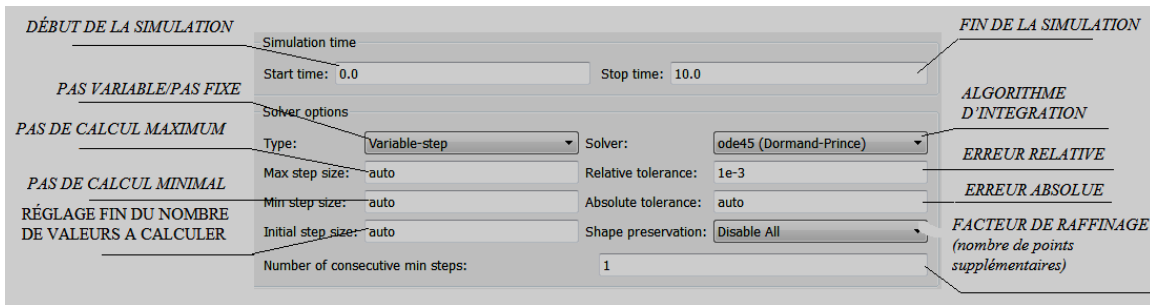 DÉBUT DE LA SIMULATION
FIN DE LA SIMULATION
Simulation time
Start time: 0.0
Stop time: 10.0
PAS VARIABLE/PAS FIXE
ALGORITHME
D'INTEGRATION
Solver options
PAS DE CALCUL MAXIMUM
Type: Variable-step
Solver: ode45 (Dormand-Prince)
ERREUR RELATIVE
Max step size: auto
Relative tolerance: 1e-3
PAS DE CALCUL MINIMAL
ERREUR ABSOLUE
Min step size: auto
Absolute tolerance: auto
RÉGLAGE FIN DU NOMBRE
DE VALEURS A CALCULER
FACTEUR DE RAFFINAGE
(nombre de points
supplémentaires)
Initial step size: auto
Shape preservation: Disable All
Number of consecutive min steps: 1